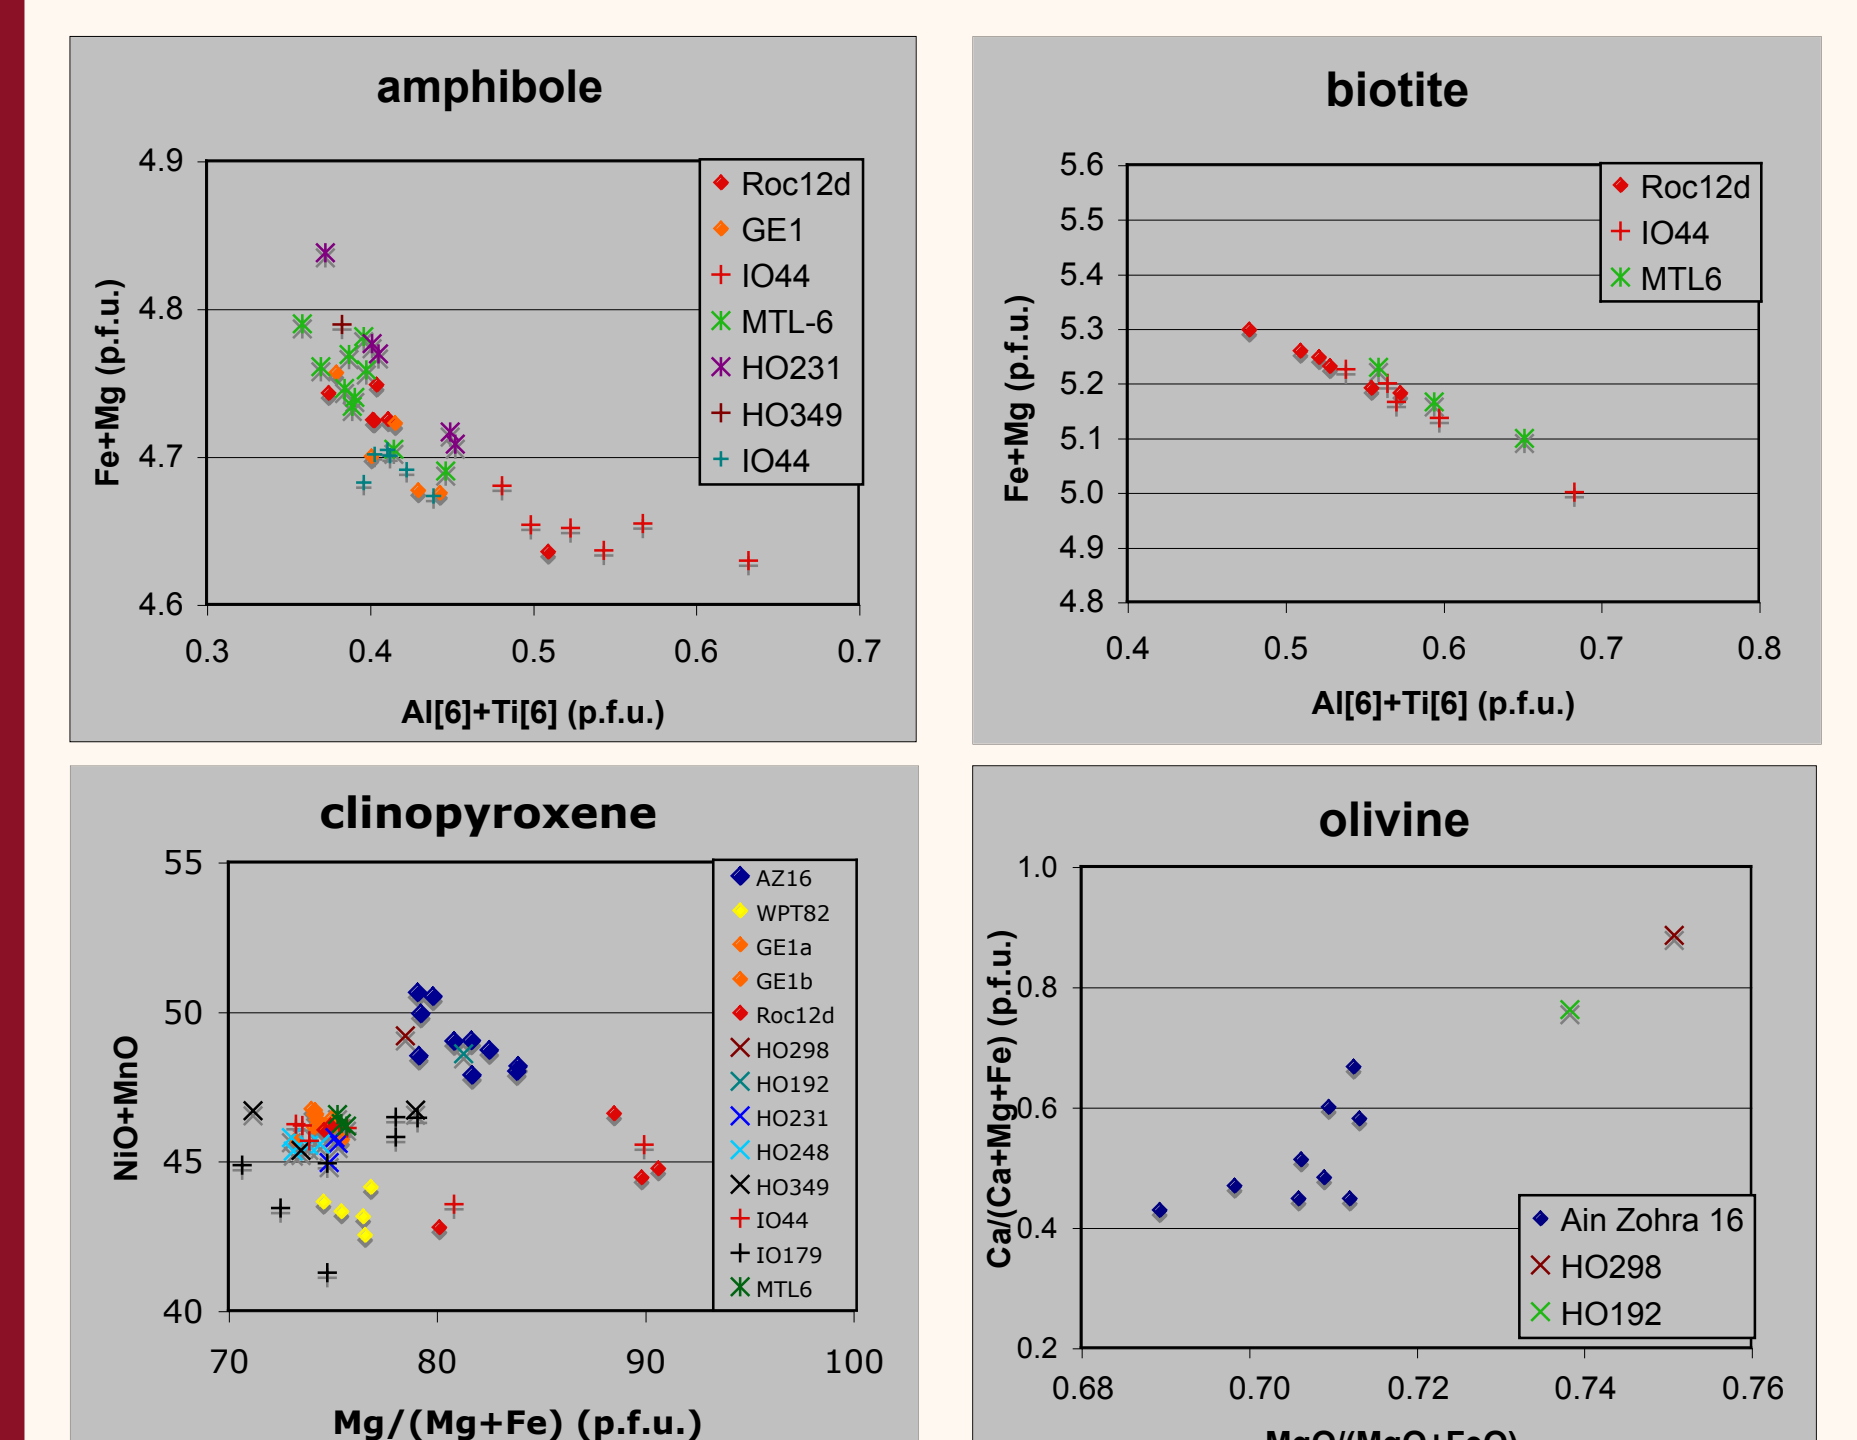 amphibole
4.9
4.8
4.7
4.6
Fe+Mg (p.f.u.)
0.3 0.4 0.5 0.6 0.7
Al[6]+Ti[6] (p.f.u.)
Roc12d
GE1
IO44
MTL-6
HO231
HO349
IO44
biotite
5.6
5.5
5.4
5.3
5.2
5.1
5.0
4.9
4.8
Fe+Mg (p.f.u.)
0.4 0.5 0.6 0.7 0.8
Al[6]+Ti[6] (p.f.u.)
Roc12d
IO44
MTL6
clinopyroxene
55
50
45
40
NiO+MnO
70 80 90 100
Mg/(Mg+Fe) (p.f.u.)
AZ16
WPT82
GE1a
GE1b
Roc12d
HO298
HO192
HO231
HO248
HO349
IO44
IO179
MTL6
olivine
1.0
0.8
0.6
0.4
0.2
Ca/(Ca+Mg+Fe) (p.f.u.)
0.68 0.70 0.72 0.74 0.76
MgO/(MgO+FeO)
Ain Zohra 16
HO298
HO192